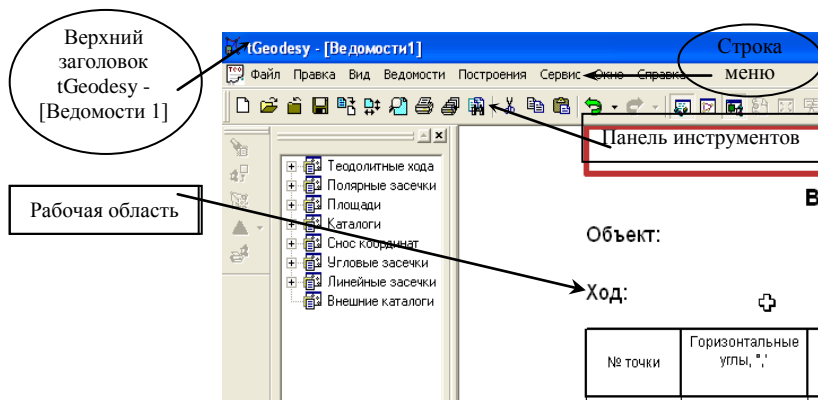 Верхний
заголовок
tGeodesy -
[Ведомости 1]
tGeodesy - [Ведомости1]
Строка
меню
Файл Правка Вид Ведомости Построения Сервис Окно Справка
Панель инструментов
Рабочая область
Теодолитные хода
Полярные засечки
Площади
Каталоги
Снос координат
Угловые засечки
Линейные засечки
Внешние каталоги
В
Объект:
Ход:
№ точки
Горизонтальные
углы, °,'